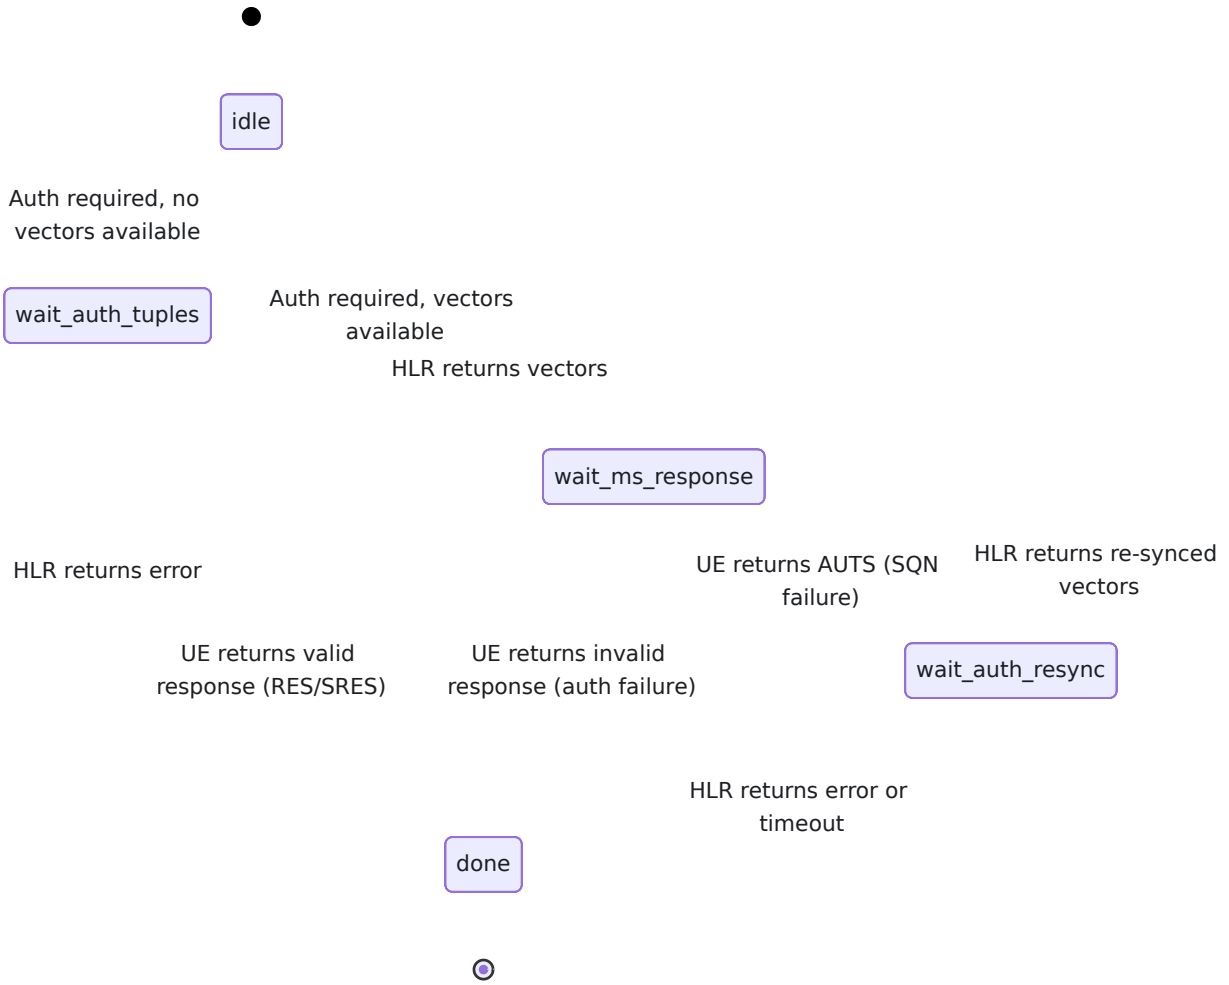 idle
Auth required, no
vectors available
wait_auth_tuples
Auth required, vectors
available
HLR returns vectors
wait_ms_response
HLR returns error
UE returns AUTS (SQN
failure)
HLR returns re-synced
vectors
UE returns valid
response (RES/SRES)
UE returns invalid
response (auth failure)
wait_auth_resync
HLR returns error or
timeout
done